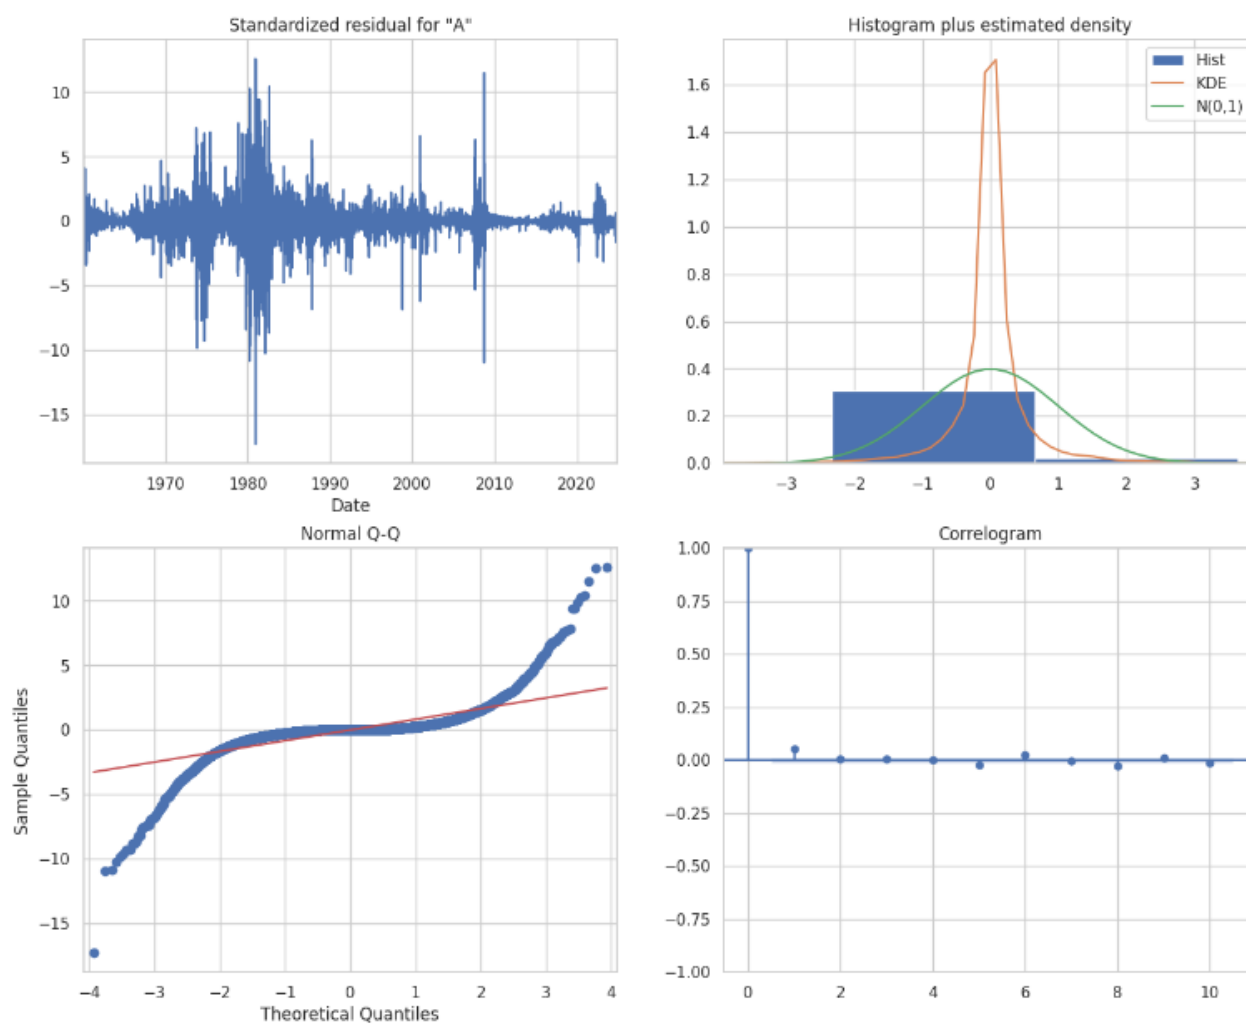 Standardized residual for "A"
10
5
0
−5
−10
−15
1970 1980 1990 2000 2010 2020
Date
Histogram plus estimated density
Hist
KDE
N(0,1)
1.6
1.4
1.2
1.0
0.8
0.6
0.4
0.2
0.0
−3 −2 −1 0 1 2 3
Normal Q-Q
Sample Quantiles
10
5
0
−5
−10
−15
−4 −3 −2 −1 0 1 2 3 4
Theoretical Quantiles
Correlogram
1.00
0.75
0.50
0.25
0.00
−0.25
−0.50
−0.75
−1.00
0 2 4 6 8 10